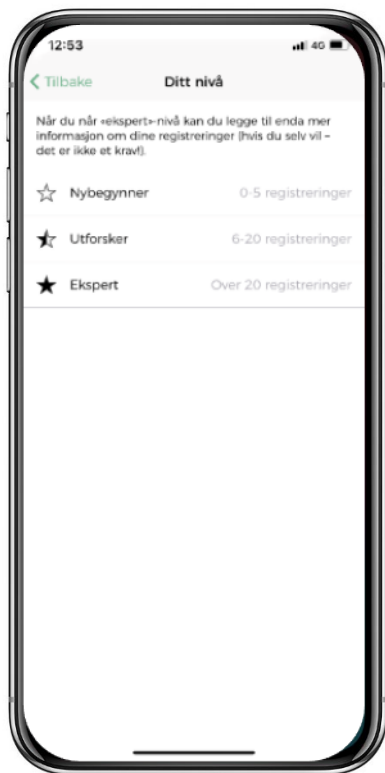 12:53
4G
Tilbake
Ditt nivå
Når du når «ekspert»-nivå kan du legge til enda mer
informasjon om dine registreringer (hvis du selv vil –
det er ikke et krav!).
Nybegynner 0-5 registreringer
Utforsker 6-20 registreringer
Ekspert Over 20 registreringer